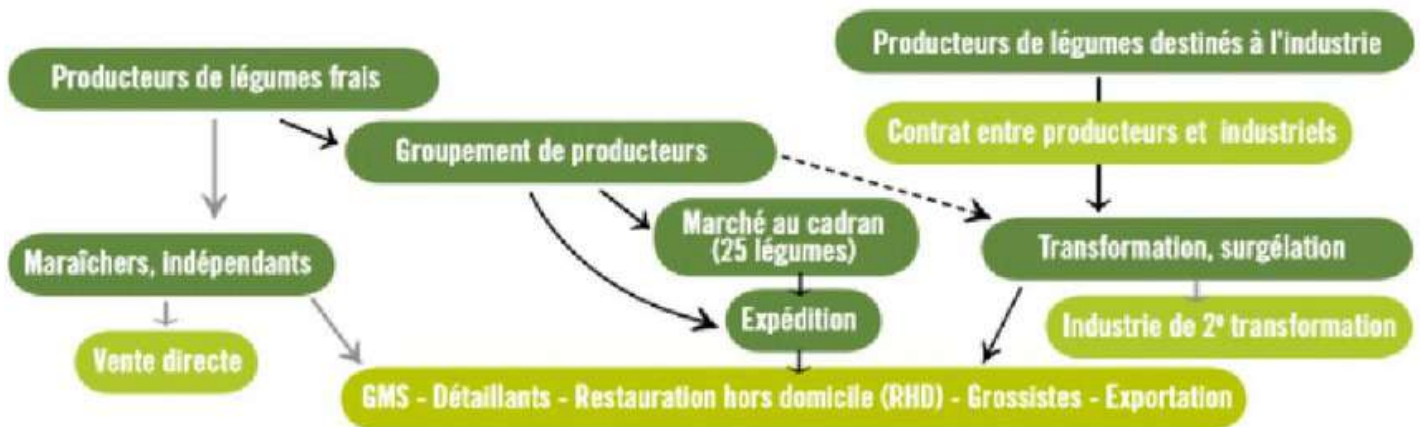 Producteurs de légumes destinés à l'industrie
Producteurs de légumes frais
Contrat entre producteurs et industriels
Groupement de producteurs
Marché au cadran
(25 légumes)
Transformation, surgélation
Maraîchers, indépendants
Expédition
Industrie de 2e transformation
Vente directe
GMS - Détaillants - Restauration hors domicile (RHD) - Grossistes - Exportation